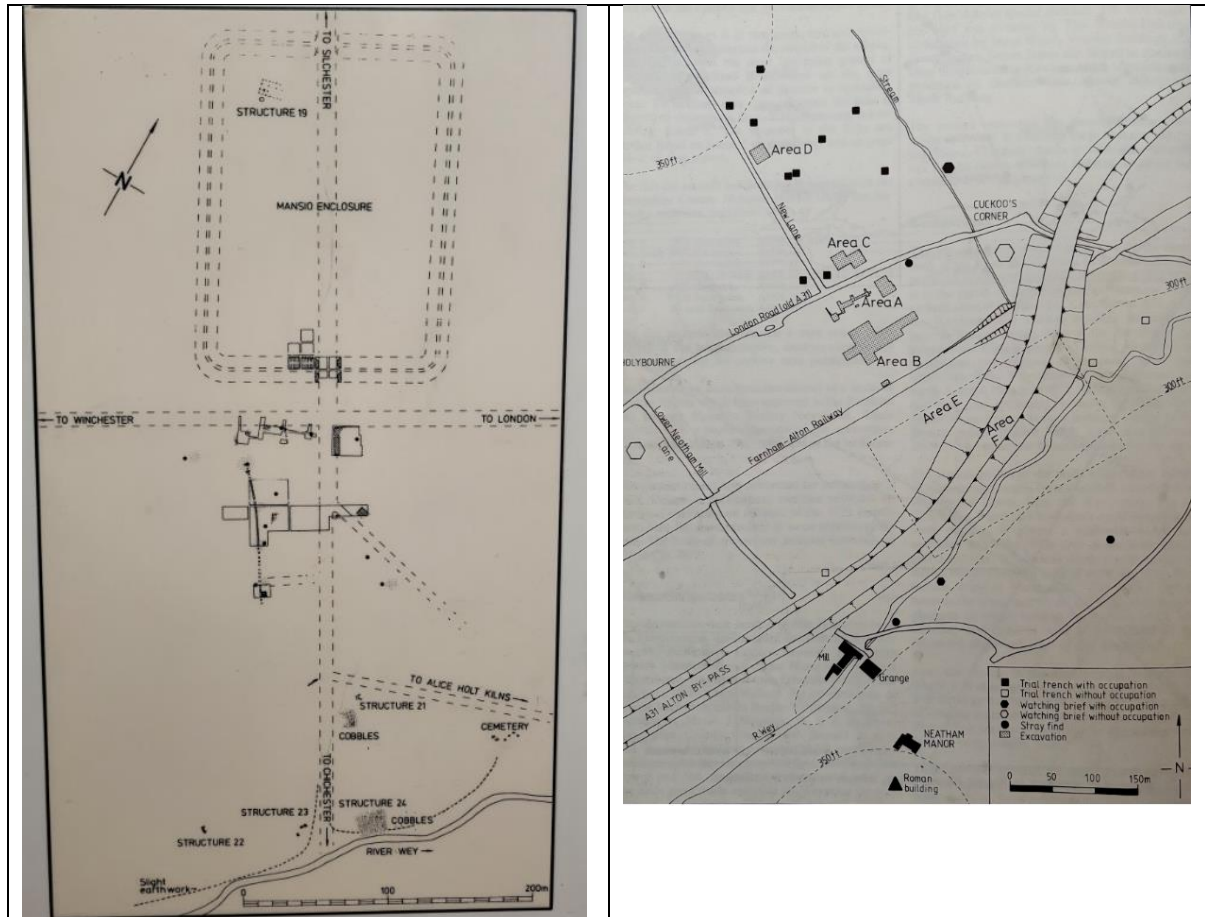 TO SILCHESTER
STRUCTURE 19
N
MANSIO ENCLOSURE
TO WINCHESTER
TO LONDON
TO ALICE HOLT KILNS
STRUCTURE 21
COBBLES
CEMETERY
TO CHICHESTER
STRUCTURE 24
STRUCTURE 23
COBBLES
STRUCTURE 22
RIVER WEY
Slight
earthwork
0 100 200m
Stream
350 ft
Area D
New Lane
CUCKOO'S
CORNER
Area C
London Road (old A 31)
Area A
300ft
HOLYBOURNE
Area B
Lower Neatham Mill
Lane
Farnham-Alton Railway
Area E
Area
F
300ft
Mill
Grange
A31 ALTON BY-PASS
R. Wey
NEATHAM
MANOR
350ft
Roman
building
Trial trench with occupation
Trial trench without occupation
Watching brief with occupation
Watching brief without occupation
Stray find
Excavation
0 50 100 150m
N